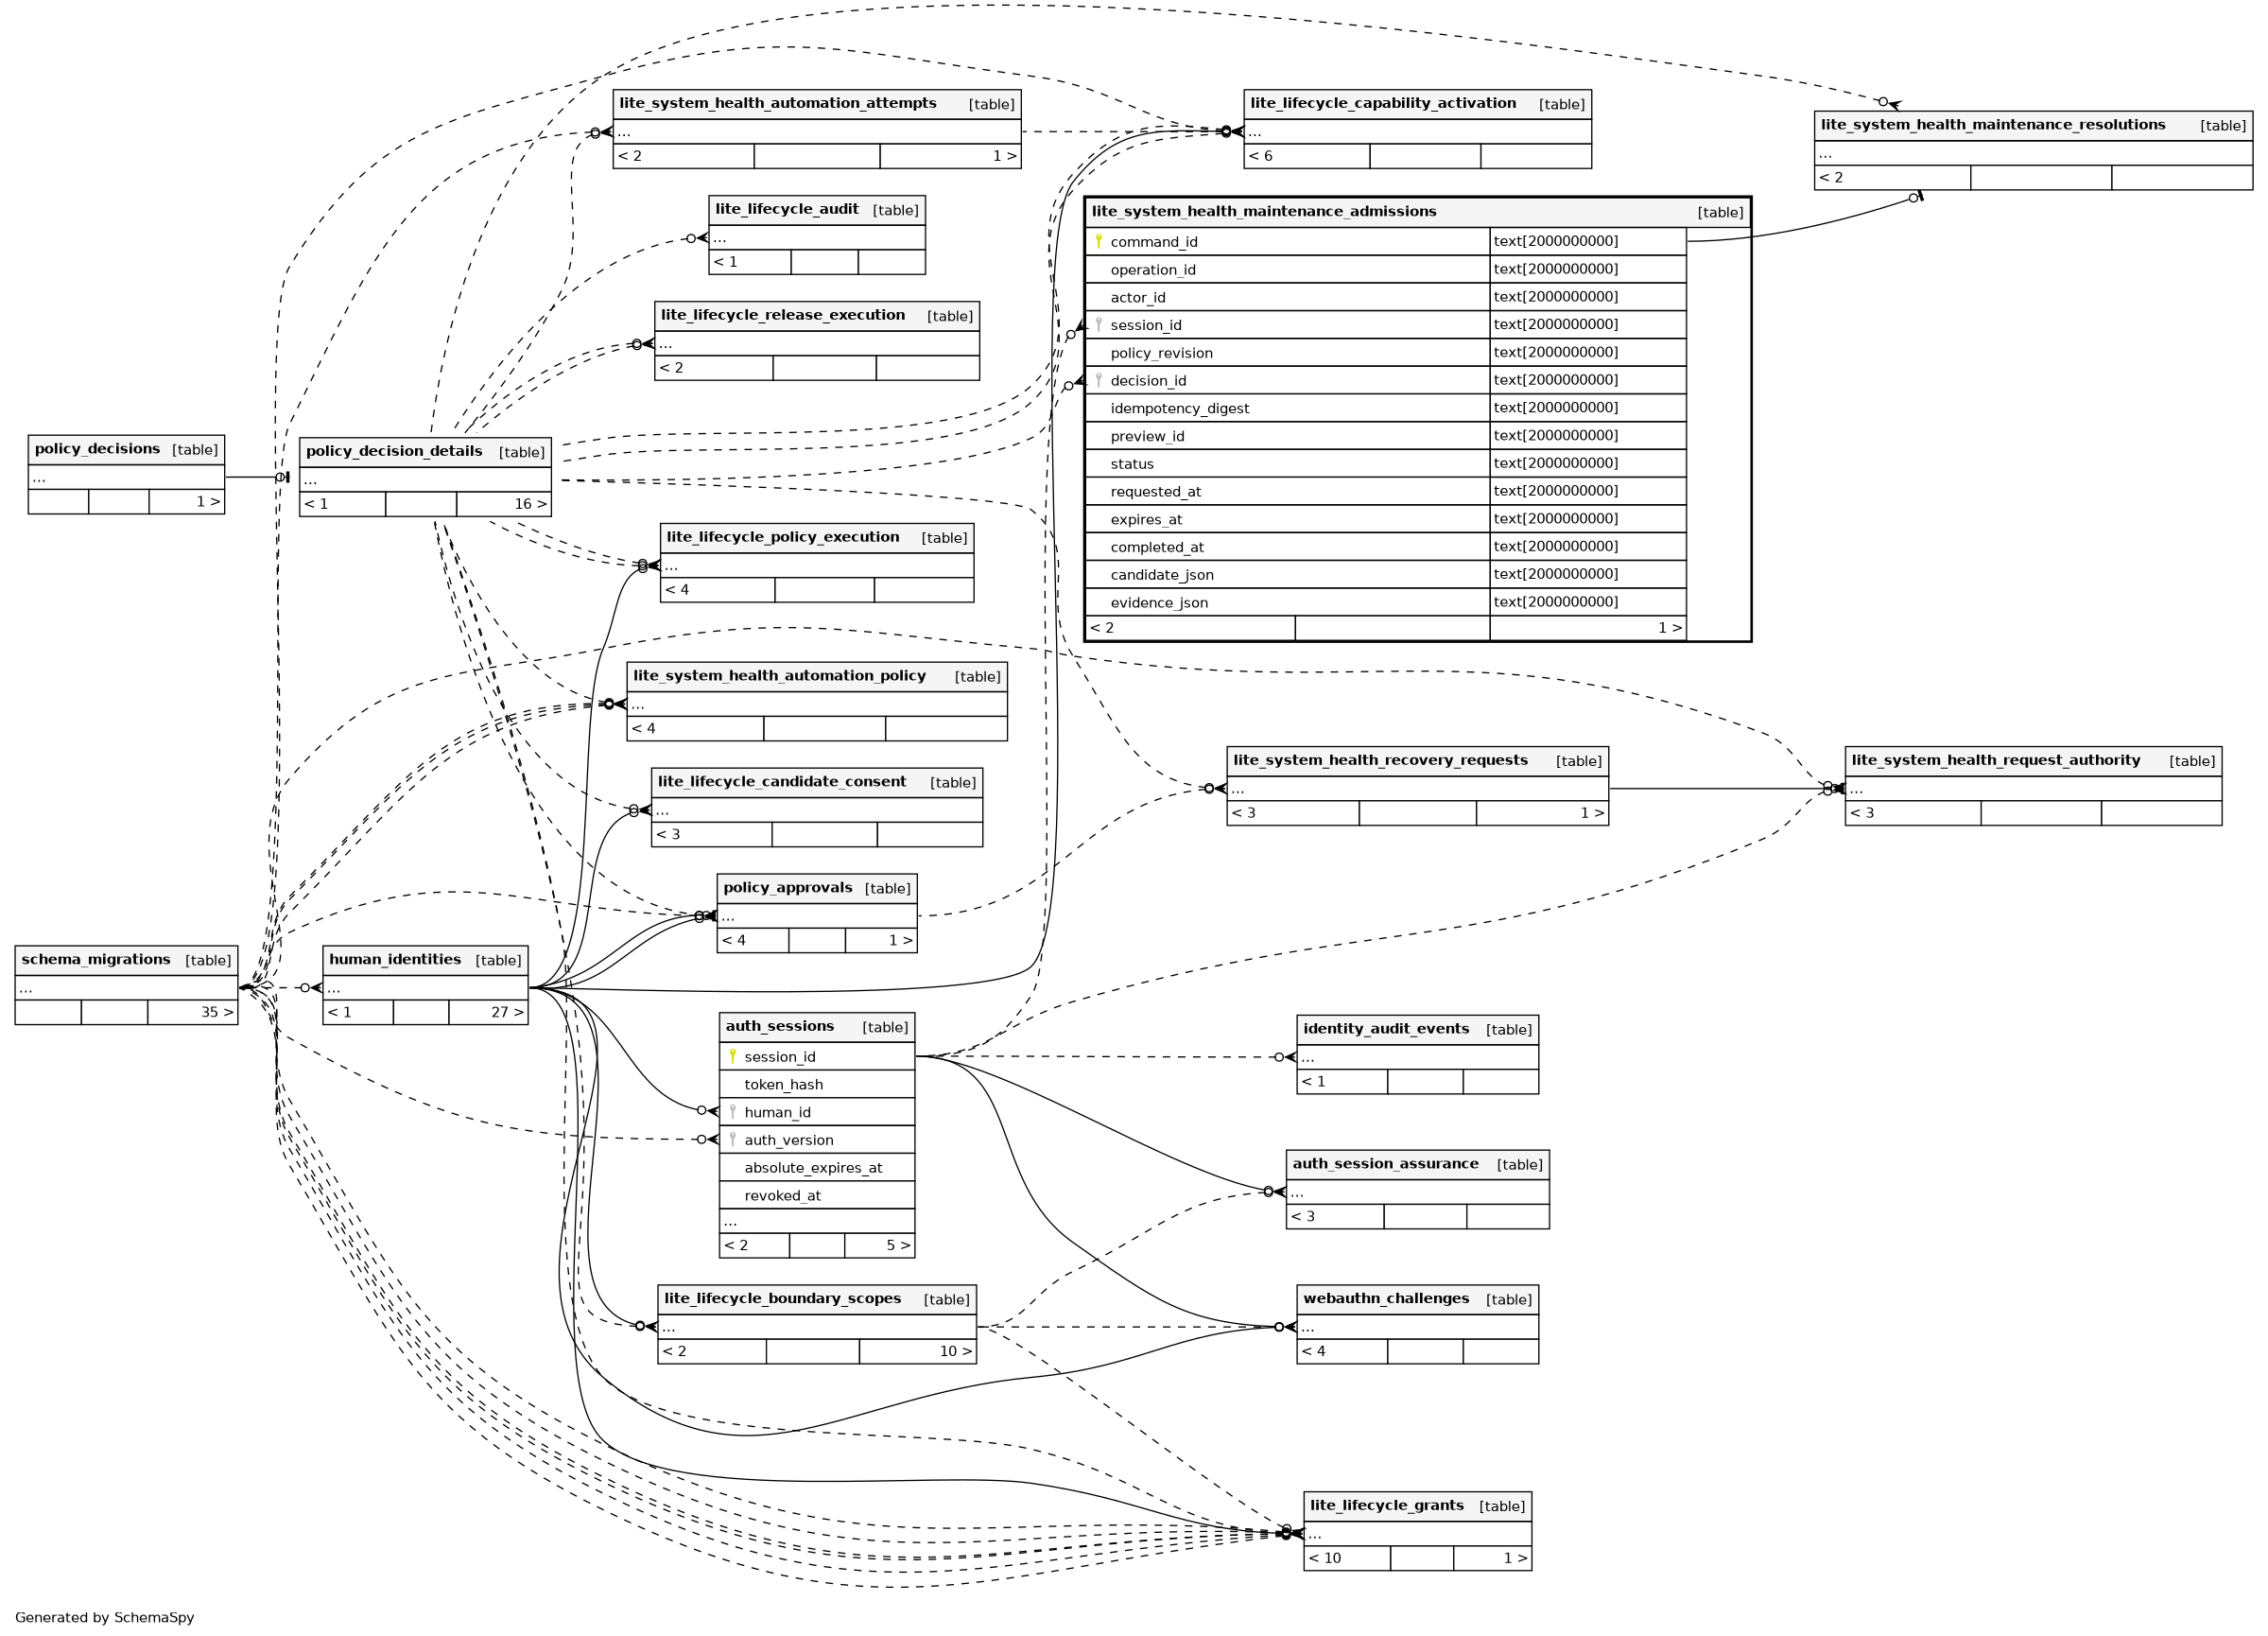 lite_system_health_automation_attempts [table]
...
< 2 1 >
lite_lifecycle_capability_activation [table]
...
< 6
lite_system_health_maintenance_resolutions [table]
...
< 2
lite_lifecycle_audit [table]
...
< 1
lite_system_health_maintenance_admissions [table]
command_id text[2000000000]
operation_id text[2000000000]
actor_id text[2000000000]
session_id text[2000000000]
policy_revision text[2000000000]
decision_id text[2000000000]
idempotency_digest text[2000000000]
preview_id text[2000000000]
status text[2000000000]
requested_at text[2000000000]
expires_at text[2000000000]
completed_at text[2000000000]
candidate_json text[2000000000]
evidence_json text[2000000000]
< 2 1 >
lite_lifecycle_release_execution [table]
...
< 2
policy_decisions [table]
...
1 >
policy_decision_details [table]
...
< 1 16 >
lite_lifecycle_policy_execution [table]
...
< 4
lite_system_health_automation_policy [table]
...
< 4
lite_system_health_recovery_requests [table]
...
< 3 1 >
lite_system_health_request_authority [table]
...
< 3
lite_lifecycle_candidate_consent [table]
...
< 3
policy_approvals [table]
...
< 4 1 >
schema_migrations [table]
...
35 >
human_identities [table]
...
< 1 27 >
auth_sessions [table]
session_id
token_hash
human_id
auth_version
absolute_expires_at
revoked_at
...
< 2 5 >
identity_audit_events [table]
...
< 1
auth_session_assurance [table]
...
< 3
lite_lifecycle_boundary_scopes [table]
...
< 2 10 >
webauthn_challenges [table]
...
< 4
lite_lifecycle_grants [table]
...
< 10 1 >
Generated by SchemaSpy